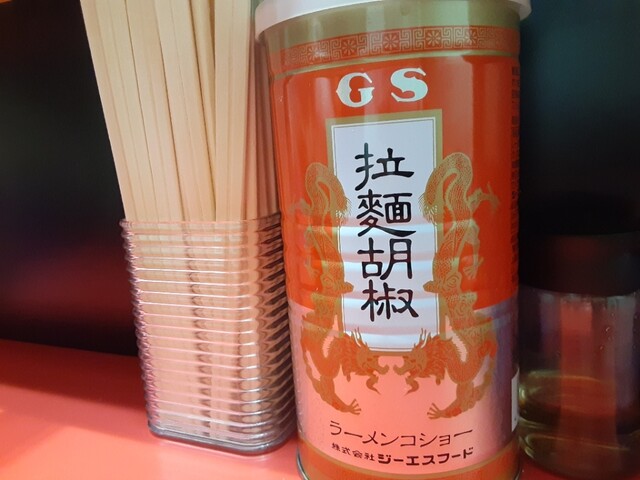 GS
拉麵胡椒
ラーメンコショー
株式会社 ジーエスフード